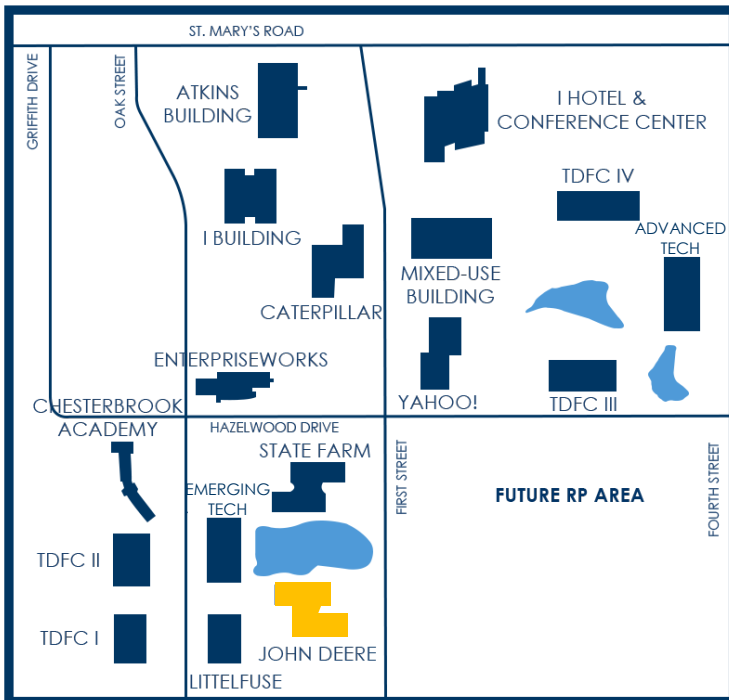 ST. MARY'S ROAD
GRIFFITH DRIVE
OAK STREET
ATKINS
BUILDING
I HOTEL &
CONFERENCE CENTER
TDFC IV
I BUILDING
ADVANCED
TECH
MIXED-USE
BUILDING
CATERPILLAR
ENTERPRISEWORKS
YAHOO!
TDFC III
CHESTERBROOK
ACADEMY
HAZELWOOD DRIVE
STATE FARM
FIRST STREET
FUTURE RP AREA
FOURTH STREET
EMERGING
TECH
TDFC II
TDFC I
JOHN DEERE
LITTELFUSE